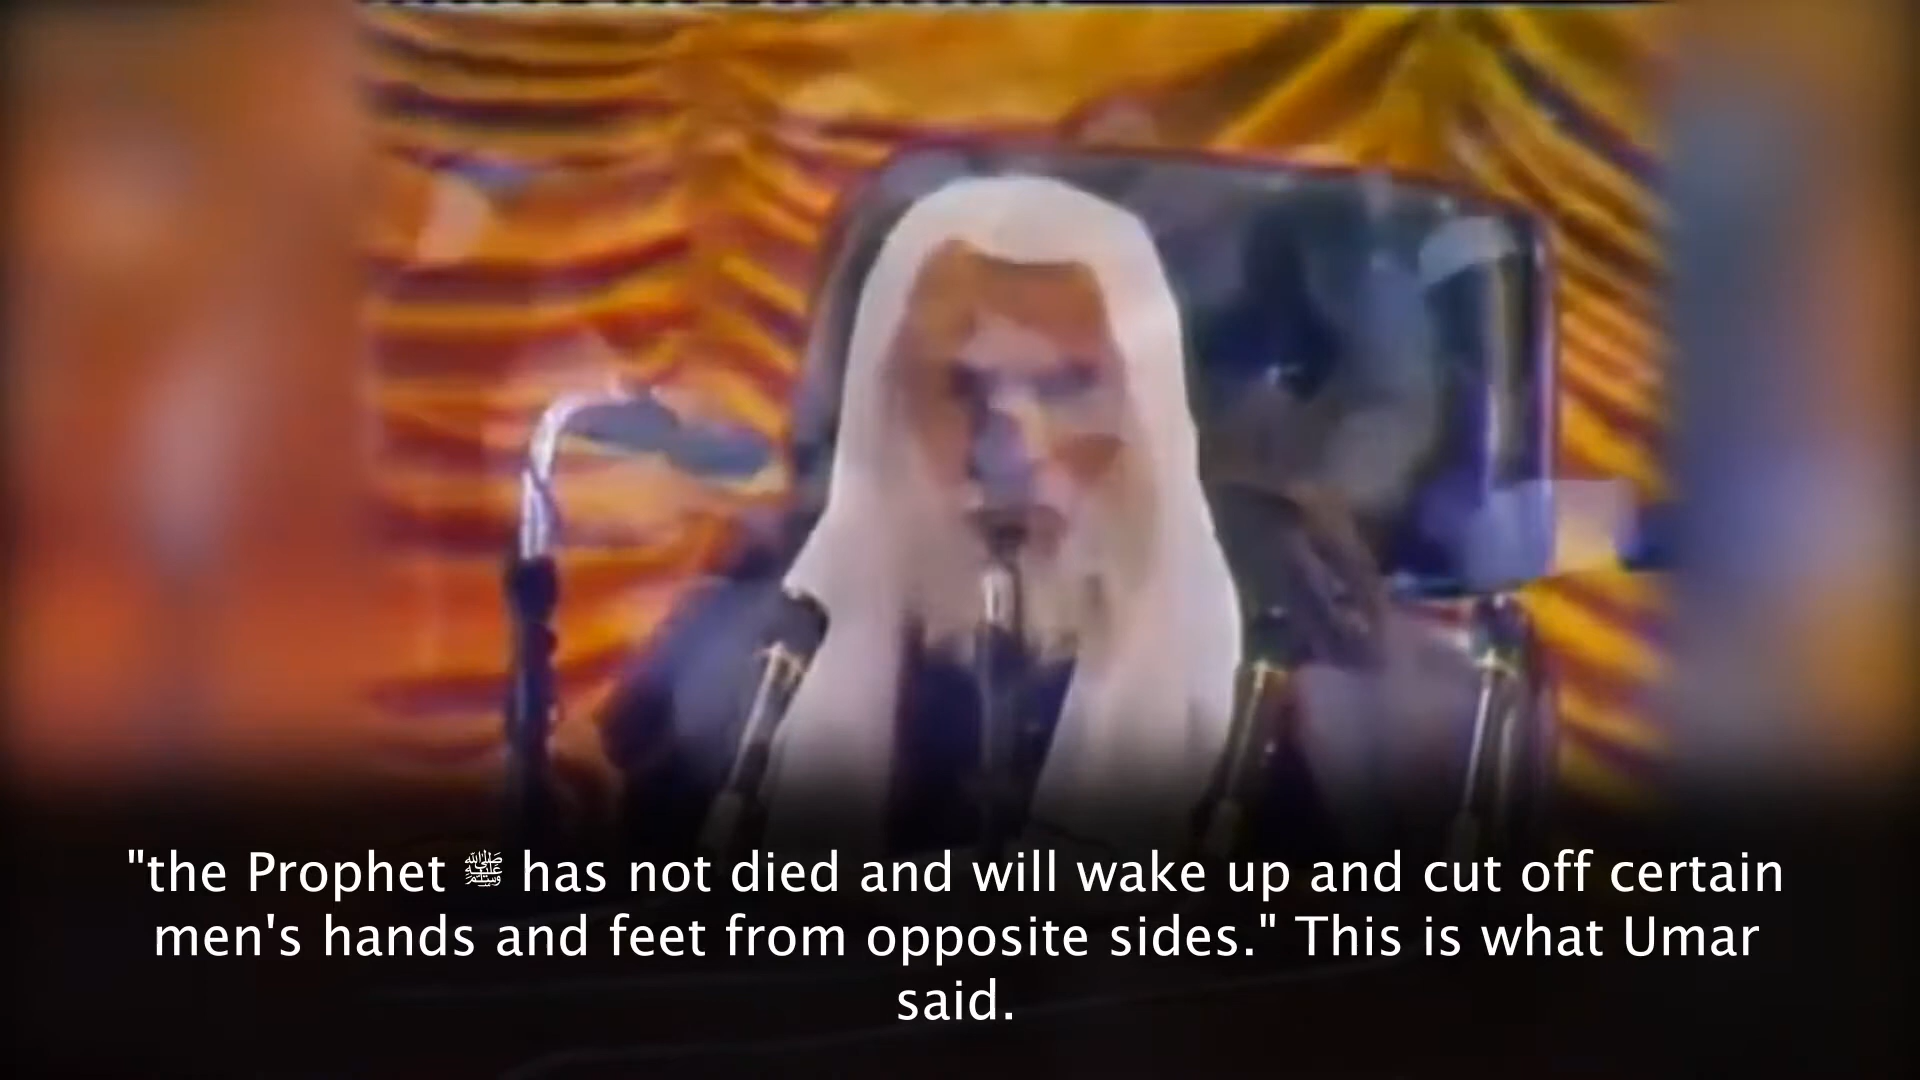 "the Prophet ﷺ has not died and will wake up and cut off certain
men's hands and feet from opposite sides." This is what Umar
said.